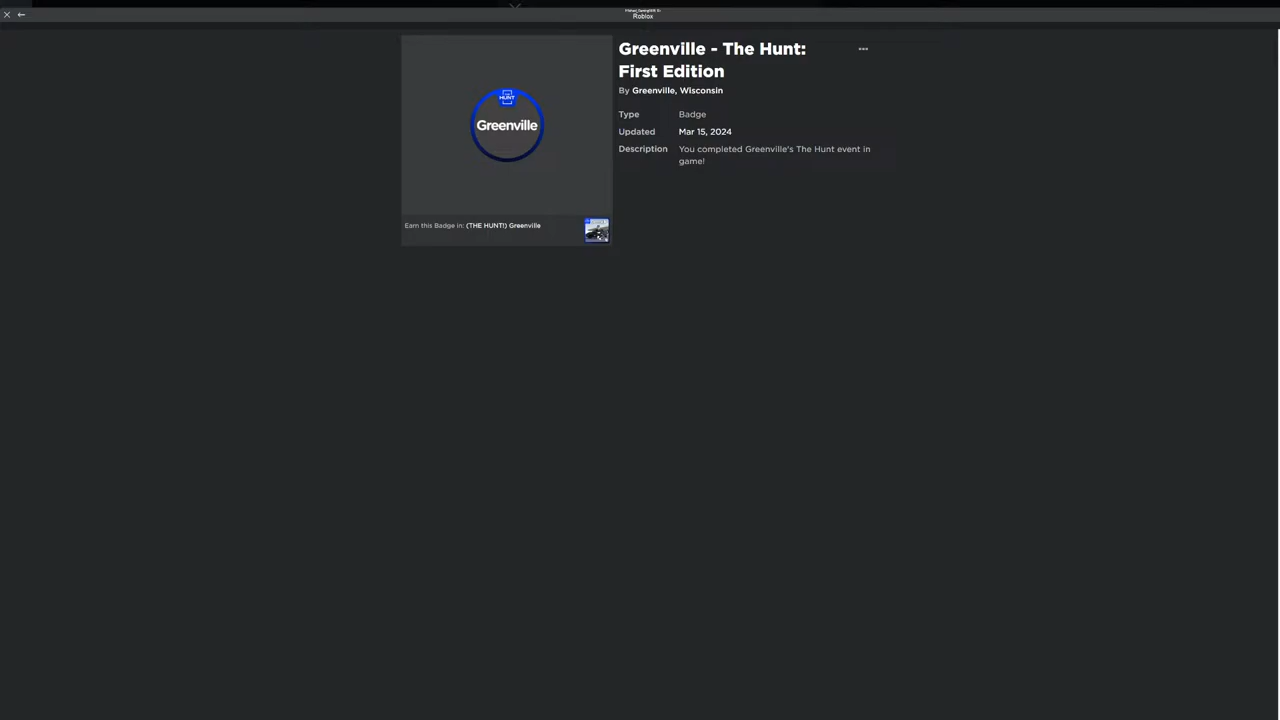 Roblox
Greenville - The Hunt:
First Edition
By Greenville, Wisconsin
Type Badge
Updated Mar 15, 2024
Description You completed Greenville's The Hunt event in
game!
HUNT
Greenville
Earn this Badge in: (THE HUNT!) Greenville